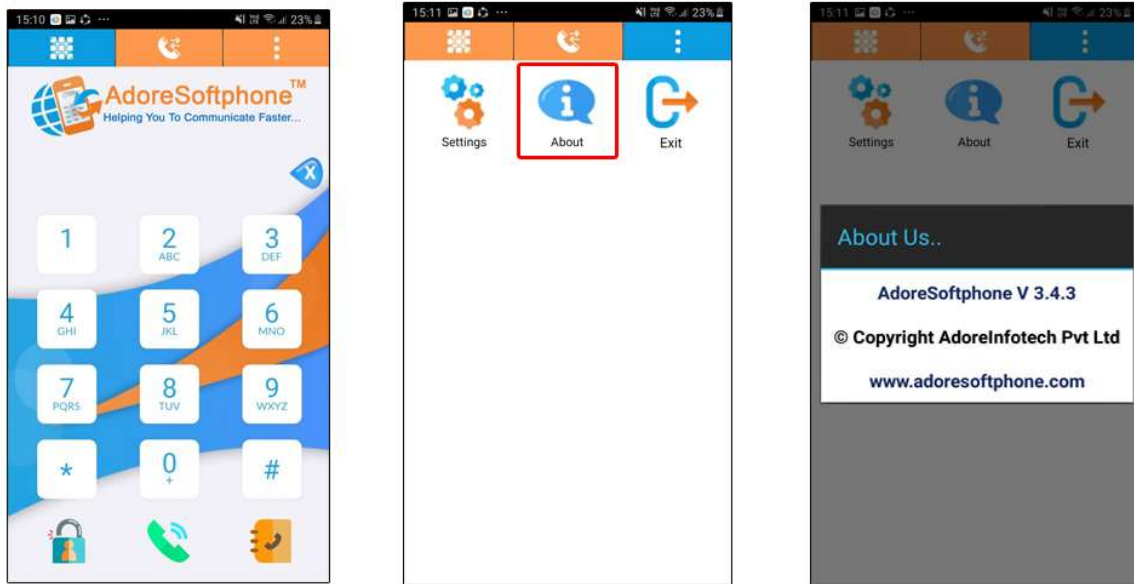 15:10
23%
AdoreSoftphone™
Helping You To Communicate Faster...
X
1
2
ABC
3
DEF
4
GHI
5
JKL
6
MNO
7
PQRS
8
TUV
9
WXYZ
*
0
+
#
15:11
23%
Settings
About
Exit
15:11
23%
Settings
About
Exit
About Us..
AdoreSoftphone V 3.4.3
© Copyright AdoreInfotech Pvt Ltd
www.adoresoftphone.com